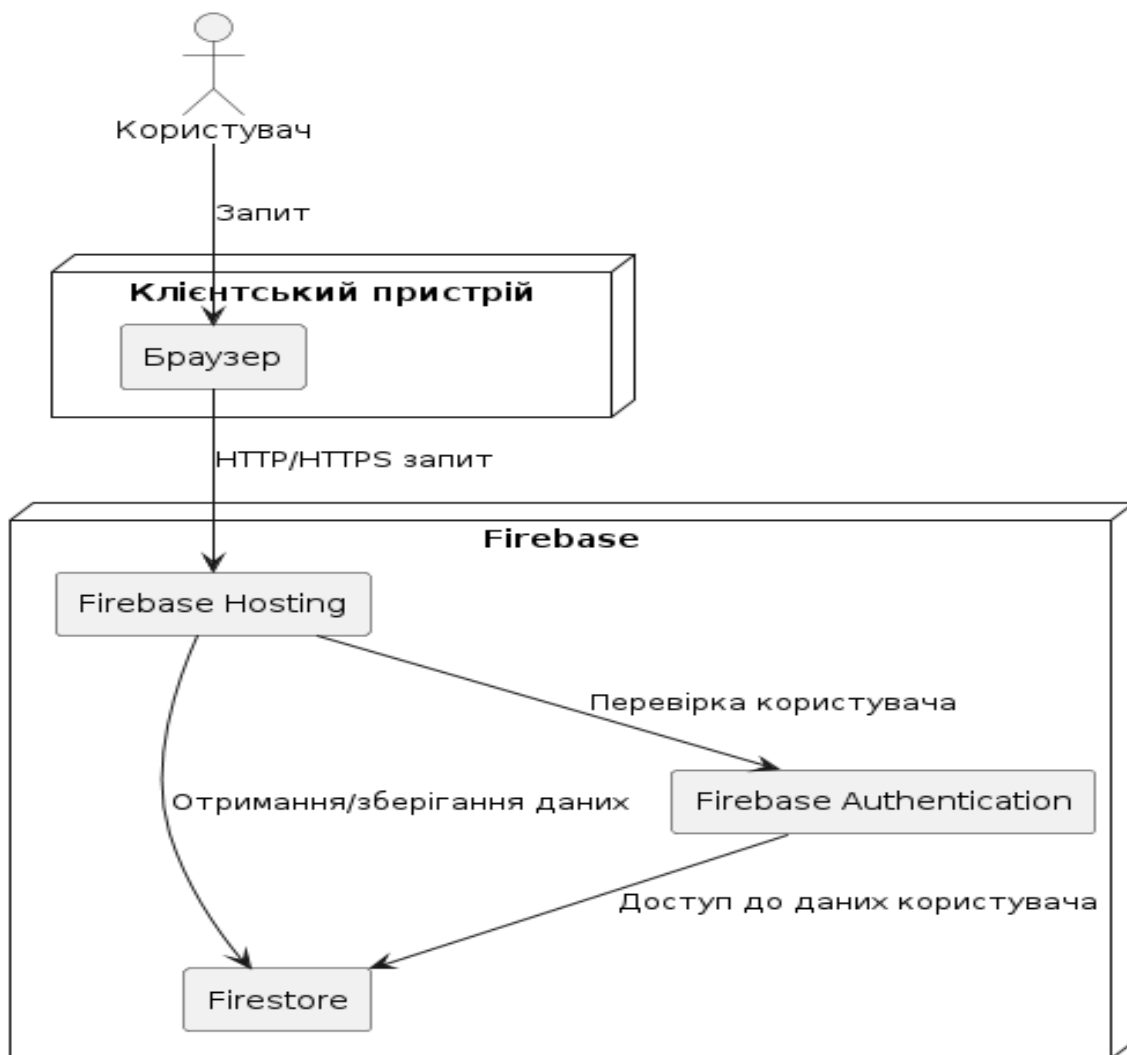 Користувач
Запит
Клієнтський пристрій
Браузер
HTTP/HTTPS запит
Firebase
Firebase Hosting
Перевірка користувача
Отримання/зберігання даних
Firebase Authentication
Доступ до даних користувача
Firestore